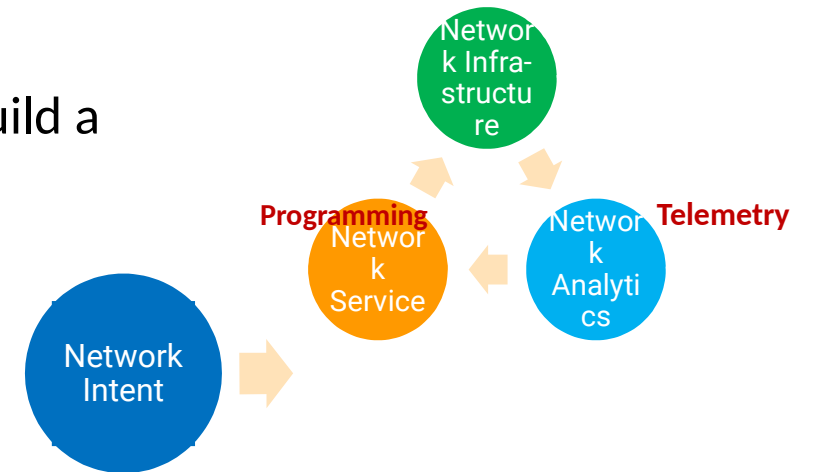 Networ
k Infra-
structu
re
uild a
Programming
Telemetry
Networ
k
Service
Networ
k
Analyti
cs
Network
Intent